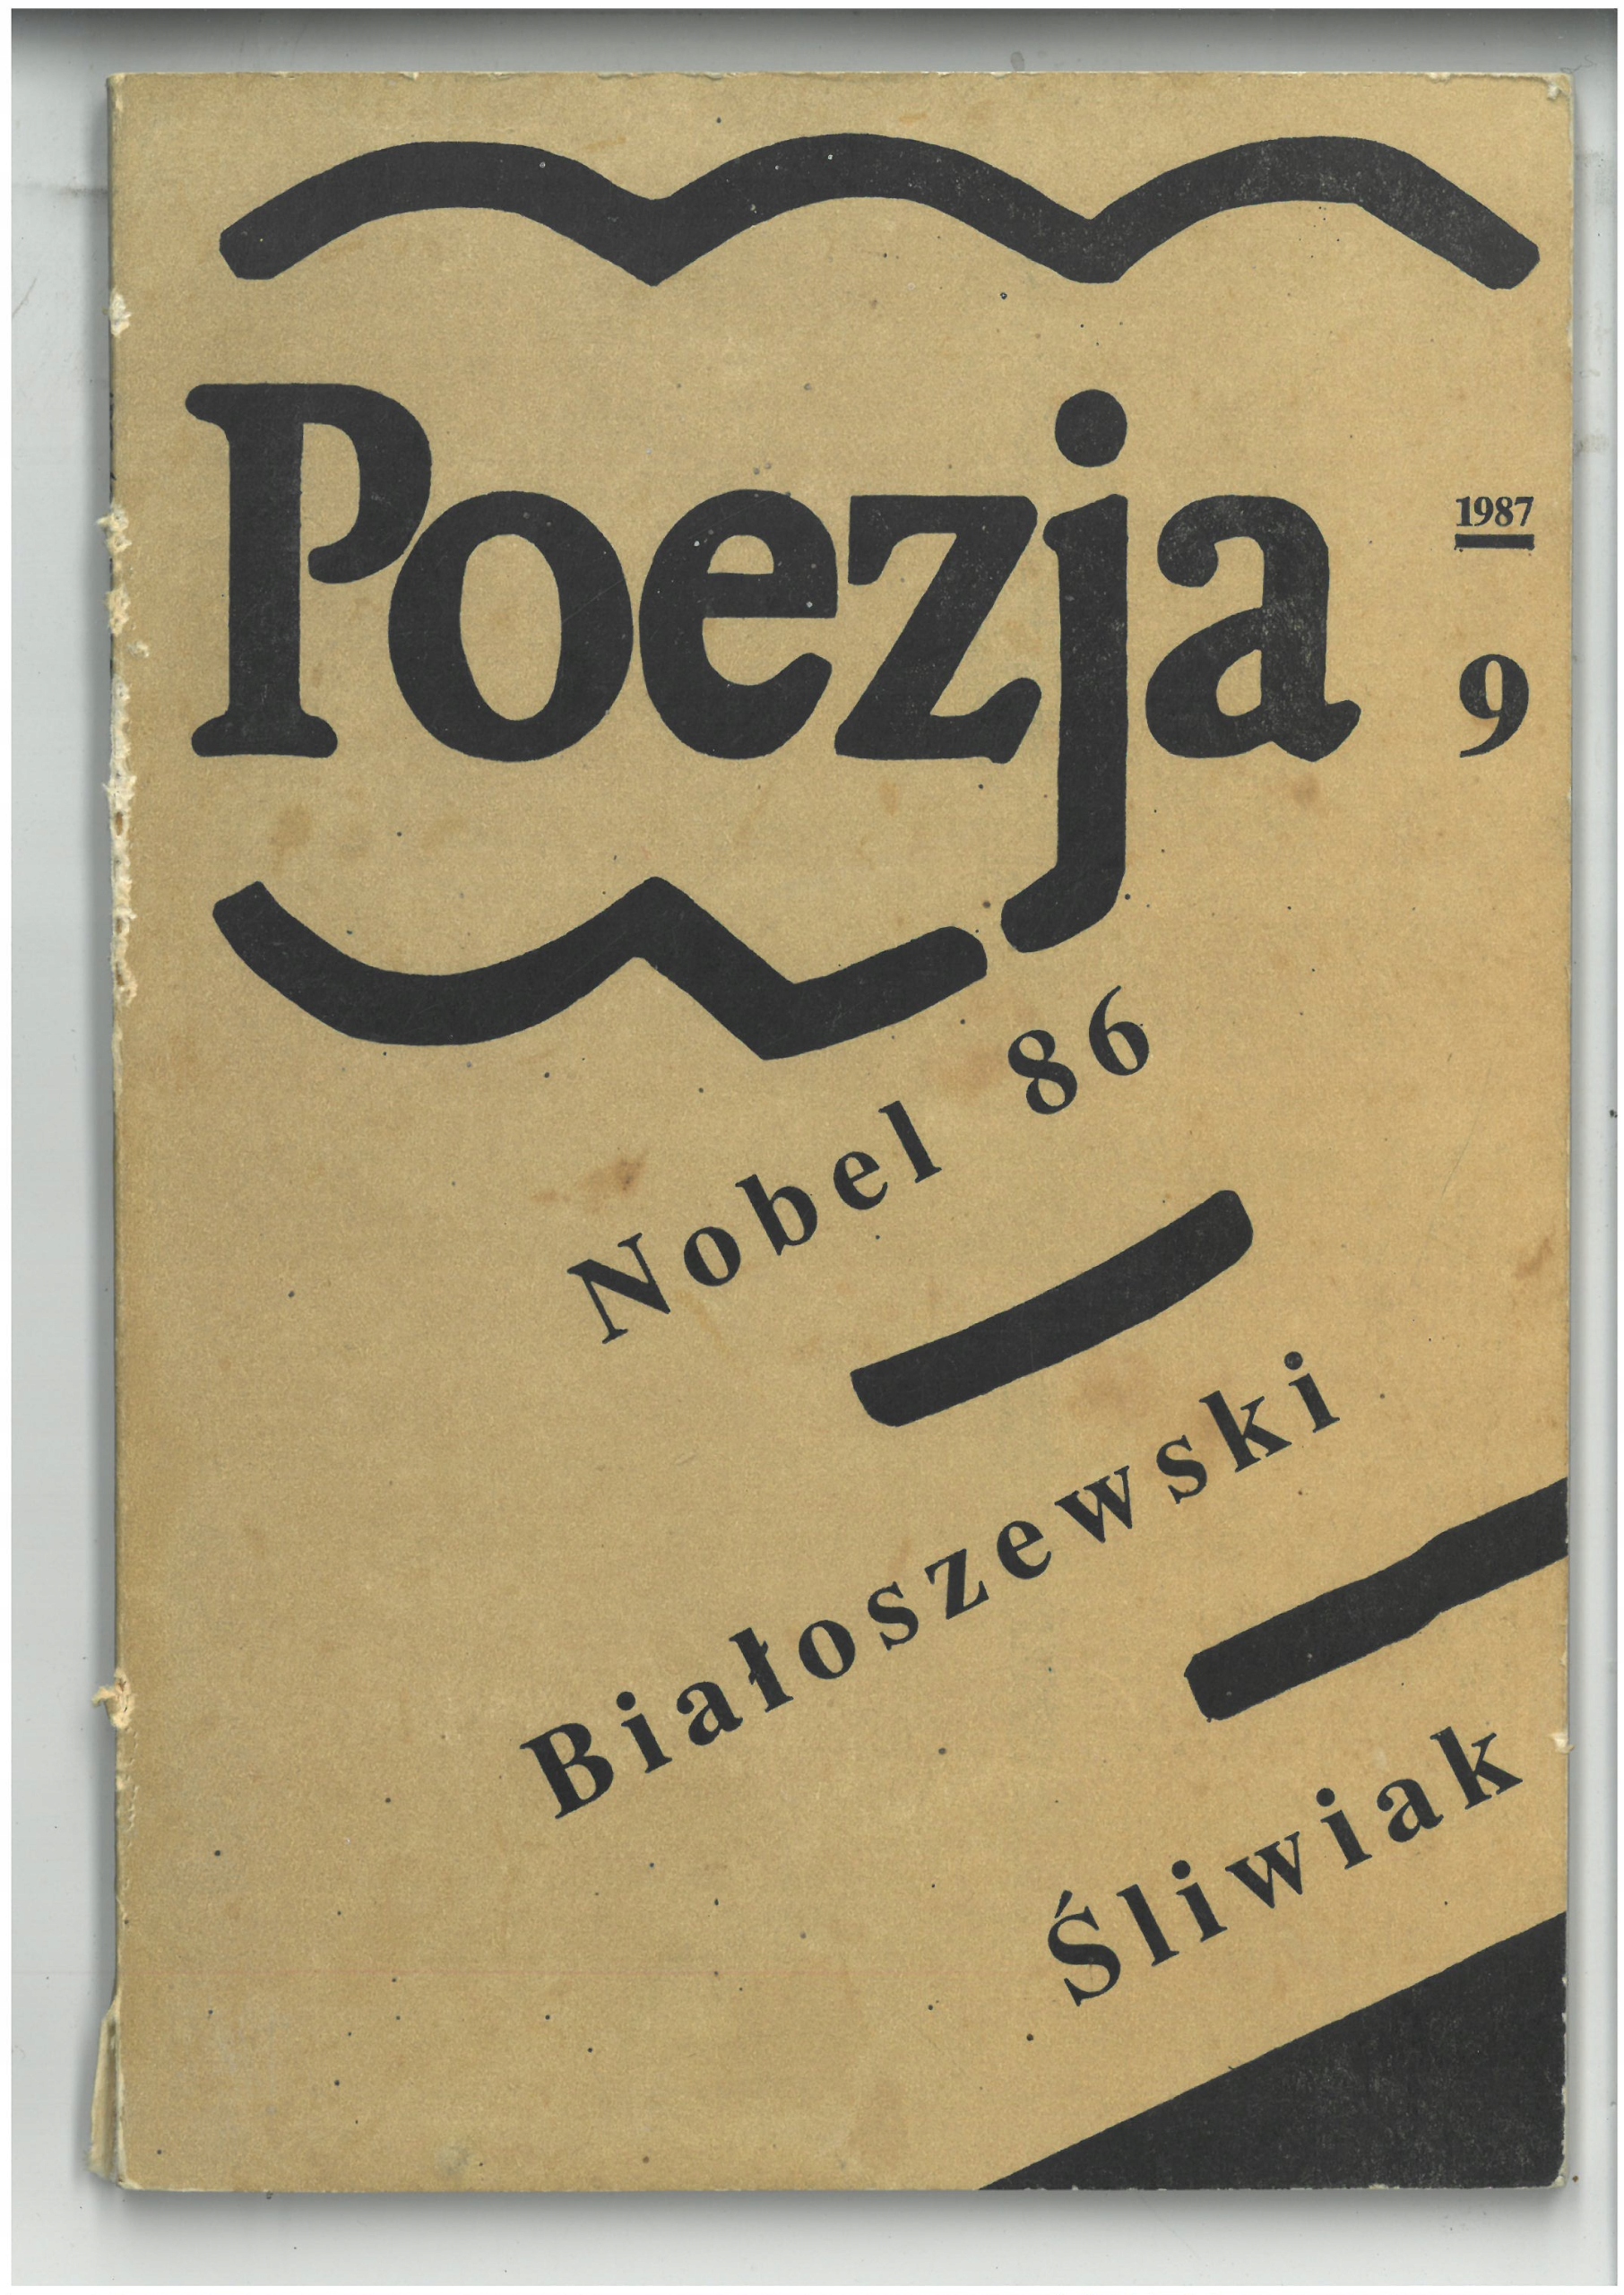 Poezja
1987
9
Nobel 86
Białoszewski
Śliwiak